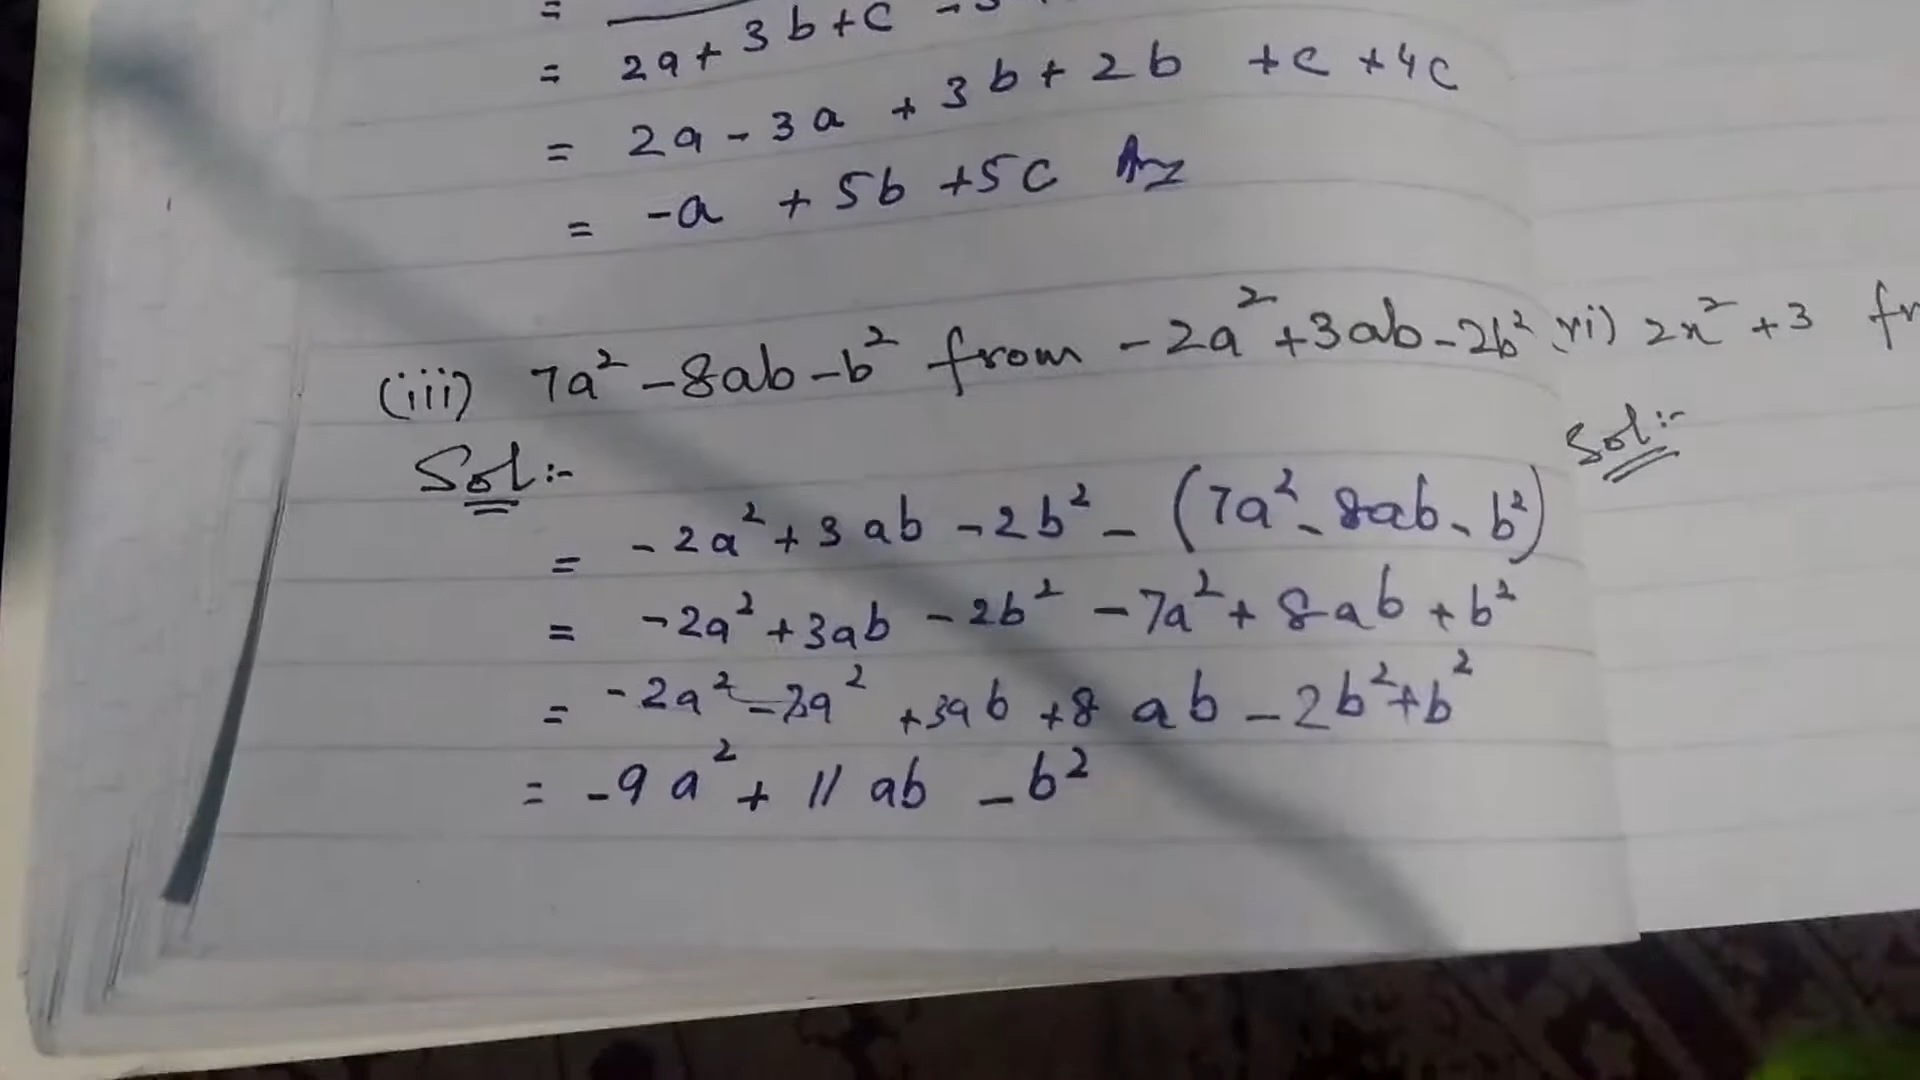 =
= 2a + 3b + c -
= 2a - 3a + 3b + 2b + c + 4c
= -a + 5b + 5c Ans
(iii) 7a² - 8ab - b² from -2a² + 3ab - 2b²
Sol:-
= -2a² + 3ab - 2b² - (7a² - 8ab - b²)
= -2a² + 3ab - 2b² - 7a² + 8ab + b²
= -2a² - 7a² + 3ab + 8ab - 2b² + b²
= -9a² + 11ab - b²
vi) 2x² + 3 fr
Sol:-